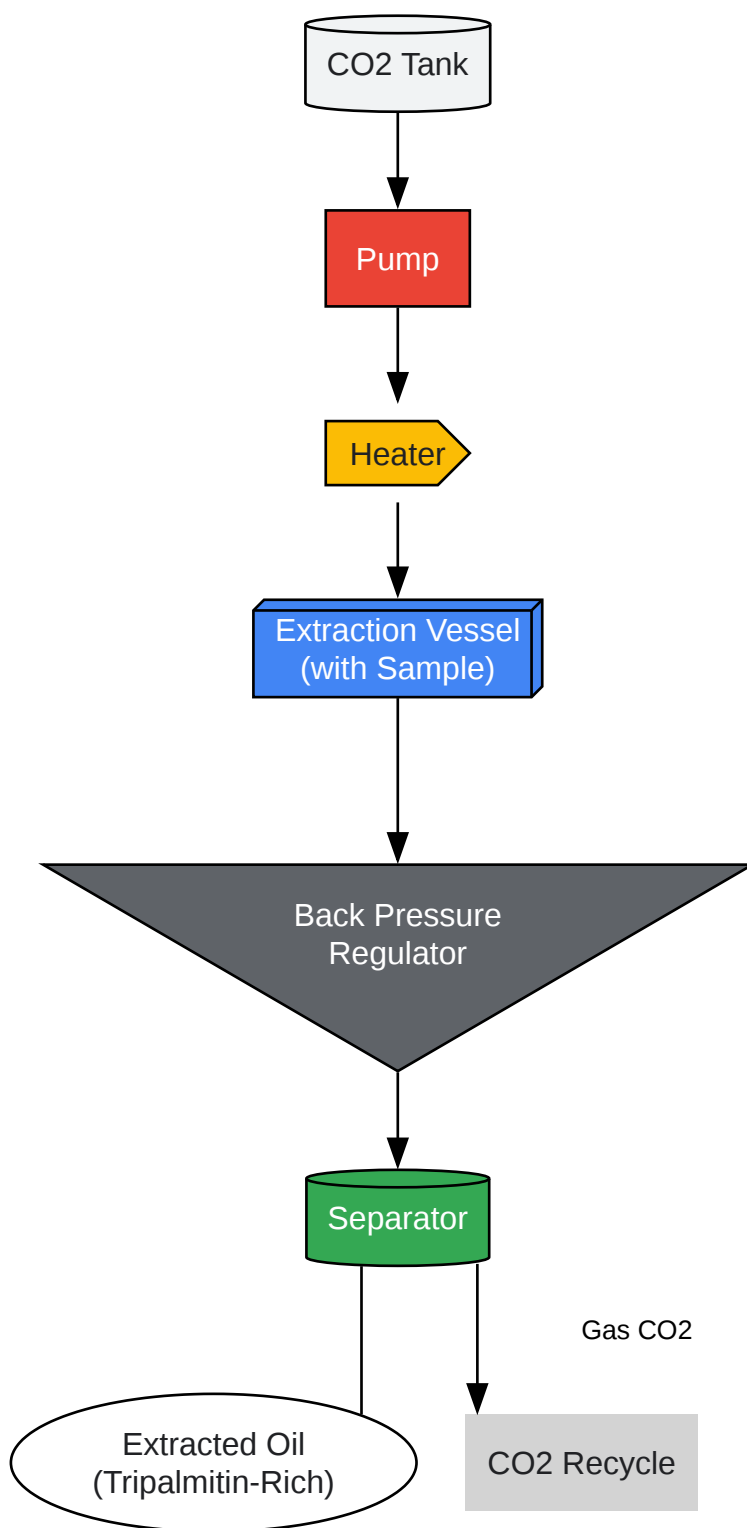 CO2 Tank
Pump
Heater
Extraction Vessel
(with Sample)
Back Pressure
Regulator
Separator
Gas CO2
Extracted Oil
(Tripalmitin-Rich)
CO2 Recycle